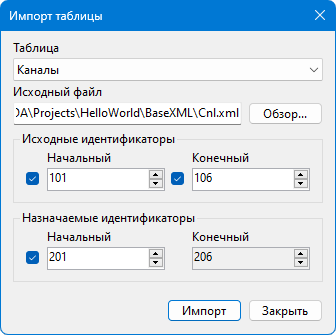 Импорт таблицы
Таблица
Каналы
Исходный файл
DA\Projects\HelloWorld\BaseXML\Cnl.xml
Обзор...
Исходные идентификаторы
Начальный Конечный
101 106
Назначаемые идентификаторы
Начальный Конечный
201 206
Импорт Закрыть